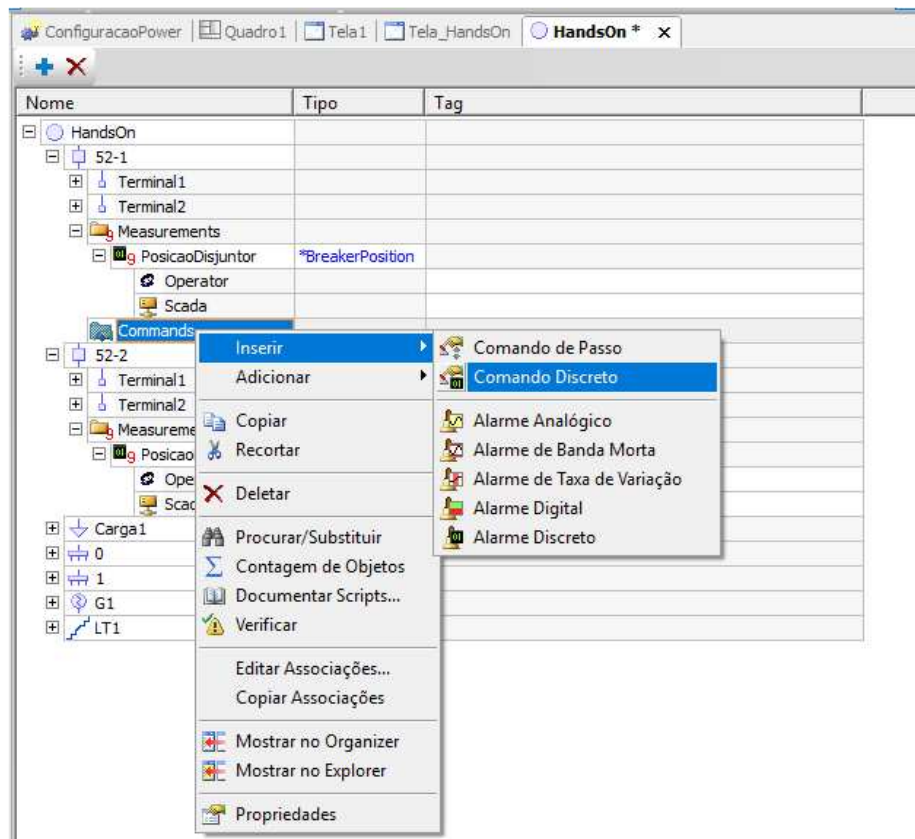 ConfiguracaoPower Quadro1 Tela1 Tela_HandsOn HandsOn * x
Nome Tipo Tag
HandsOn
52-1
Terminal1
Terminal2
Measurements
PosicaoDisjuntor *BreakerPosition
Operator
Scada
Commands
52-2
Terminal1
Terminal2
Measureme
Posicao
Ope
Scad
Carga1
0
1
G1
LT1
Inserir
Adicionar
Copiar
Recortar
Deletar
Procurar/Substituir
Contagem de Objetos
Documentar Scripts...
Verificar
Editar Associações...
Copiar Associações
Mostrar no Organizer
Mostrar no Explorer
Propriedades
Comando de Passo
Comando Discreto
Alarme Analógico
Alarme de Banda Morta
Alarme de Taxa de Variação
Alarme Digital
Alarme Discreto